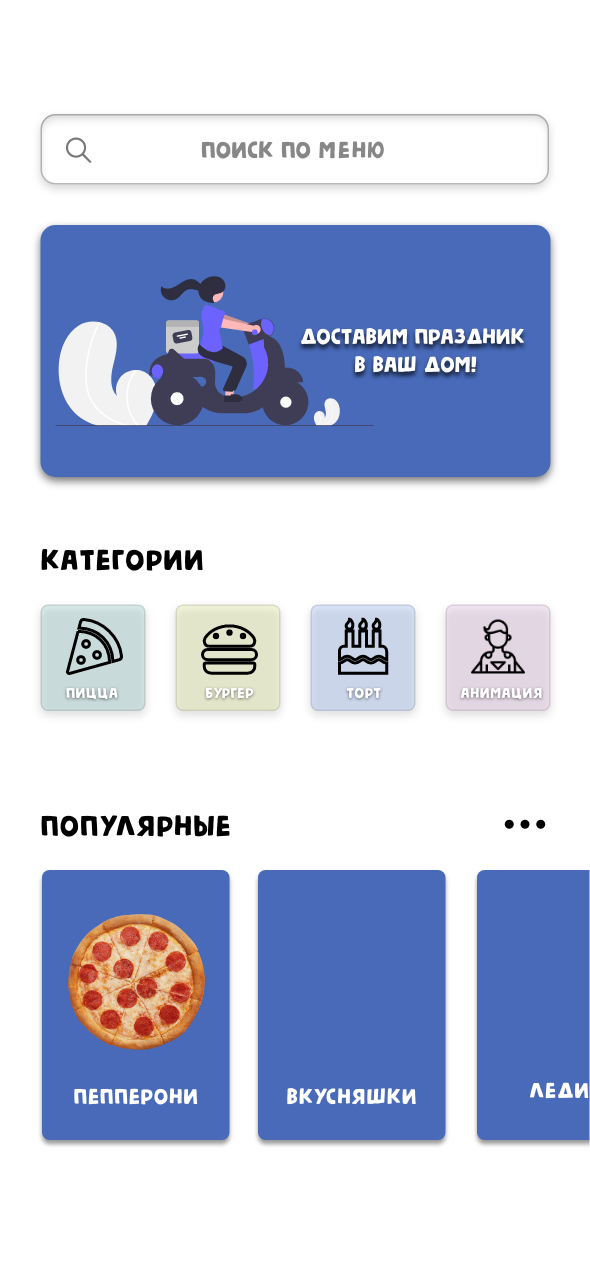 ПОИСК ПО МЕНЮ
ДОСТАВИМ ПРАЗДНИК
В ВАШ ДОМ!
КАТЕГОРИИ
ПИЦЦА
БУРГЕР
ТОРТ
АНИМАЦИЯ
ПОПУЛЯРНЫЕ
ПЕППЕРОНИ
ВКУСНЯШКИ
ЛЕДИ